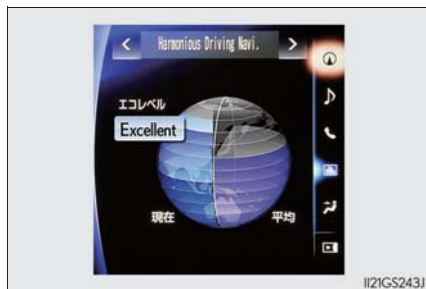 Harmonious Driving Navi.
エコレベル
Excellent
現在
平均
II21GS243J